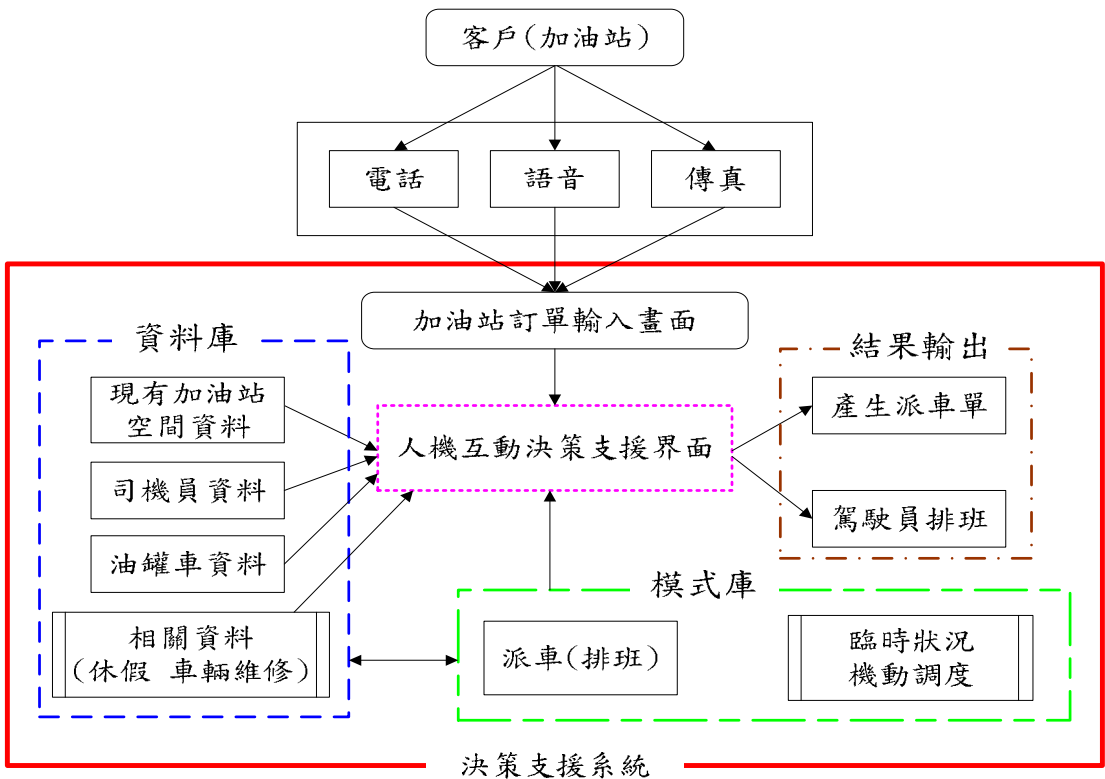 客戶(加油站)
電話
語音
傳真
加油站訂單輸入畫面
資料庫
結果輸出
現有加油站
空間資料
產生派車單
人機互動決策支援界面
司機員資料
駕駛員排班
油罐車資料
模式庫
相關資料
(休假 車輛維修)
派車(排班)
臨時狀況
機動調度
決策支援系統